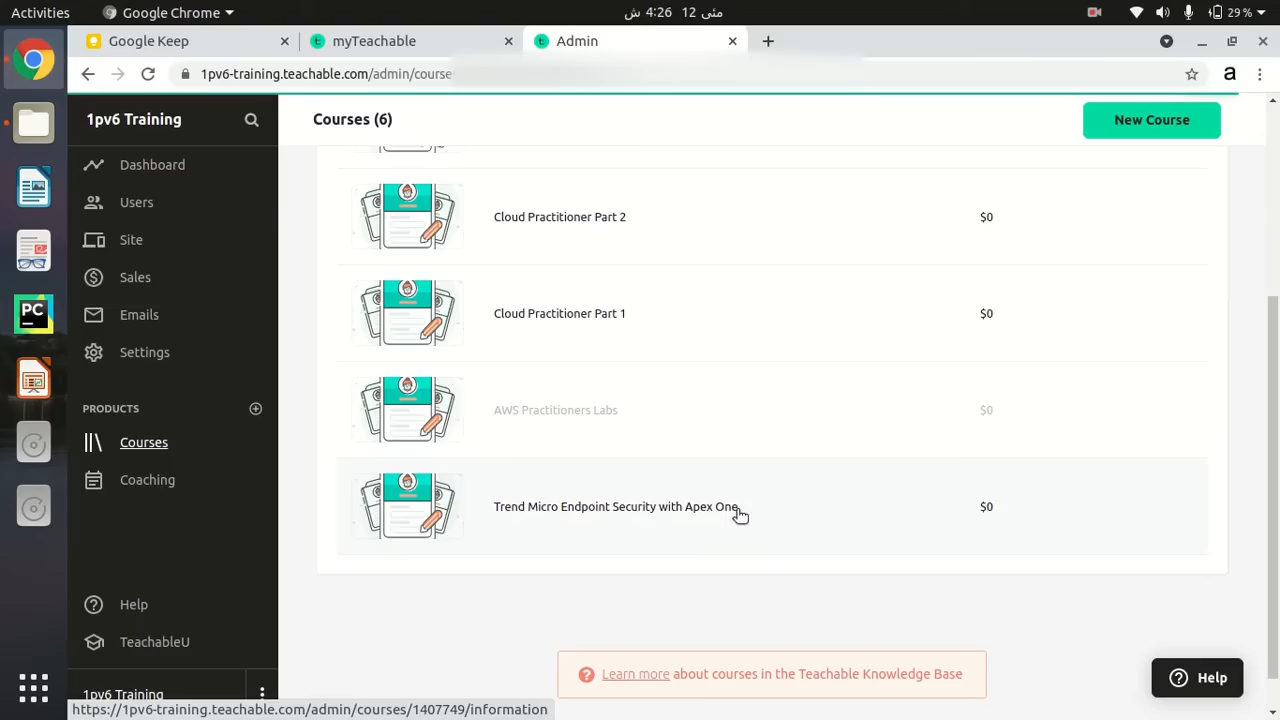 Activities
Google Chrome
مئی 12 4:26 ش
29 %
Google Keep
myTeachable
Admin
1pv6-training.teachable.com/admin/course
a
1pv6 Training
Courses (6)
New Course
Dashboard
Users
Site
Sales
Emails
Settings
PRODUCTS
Courses
Coaching
Help
TeachableU
1pv6 Training
Cloud Practitioner Part 2
$0
Cloud Practitioner Part 1
$0
AWS Practitioners Labs
$0
Trend Micro Endpoint Security with Apex One
$0
Learn more about courses in the Teachable Knowledge Base
Help
PC
https://1pv6-training.teachable.com/admin/courses/1407749/information